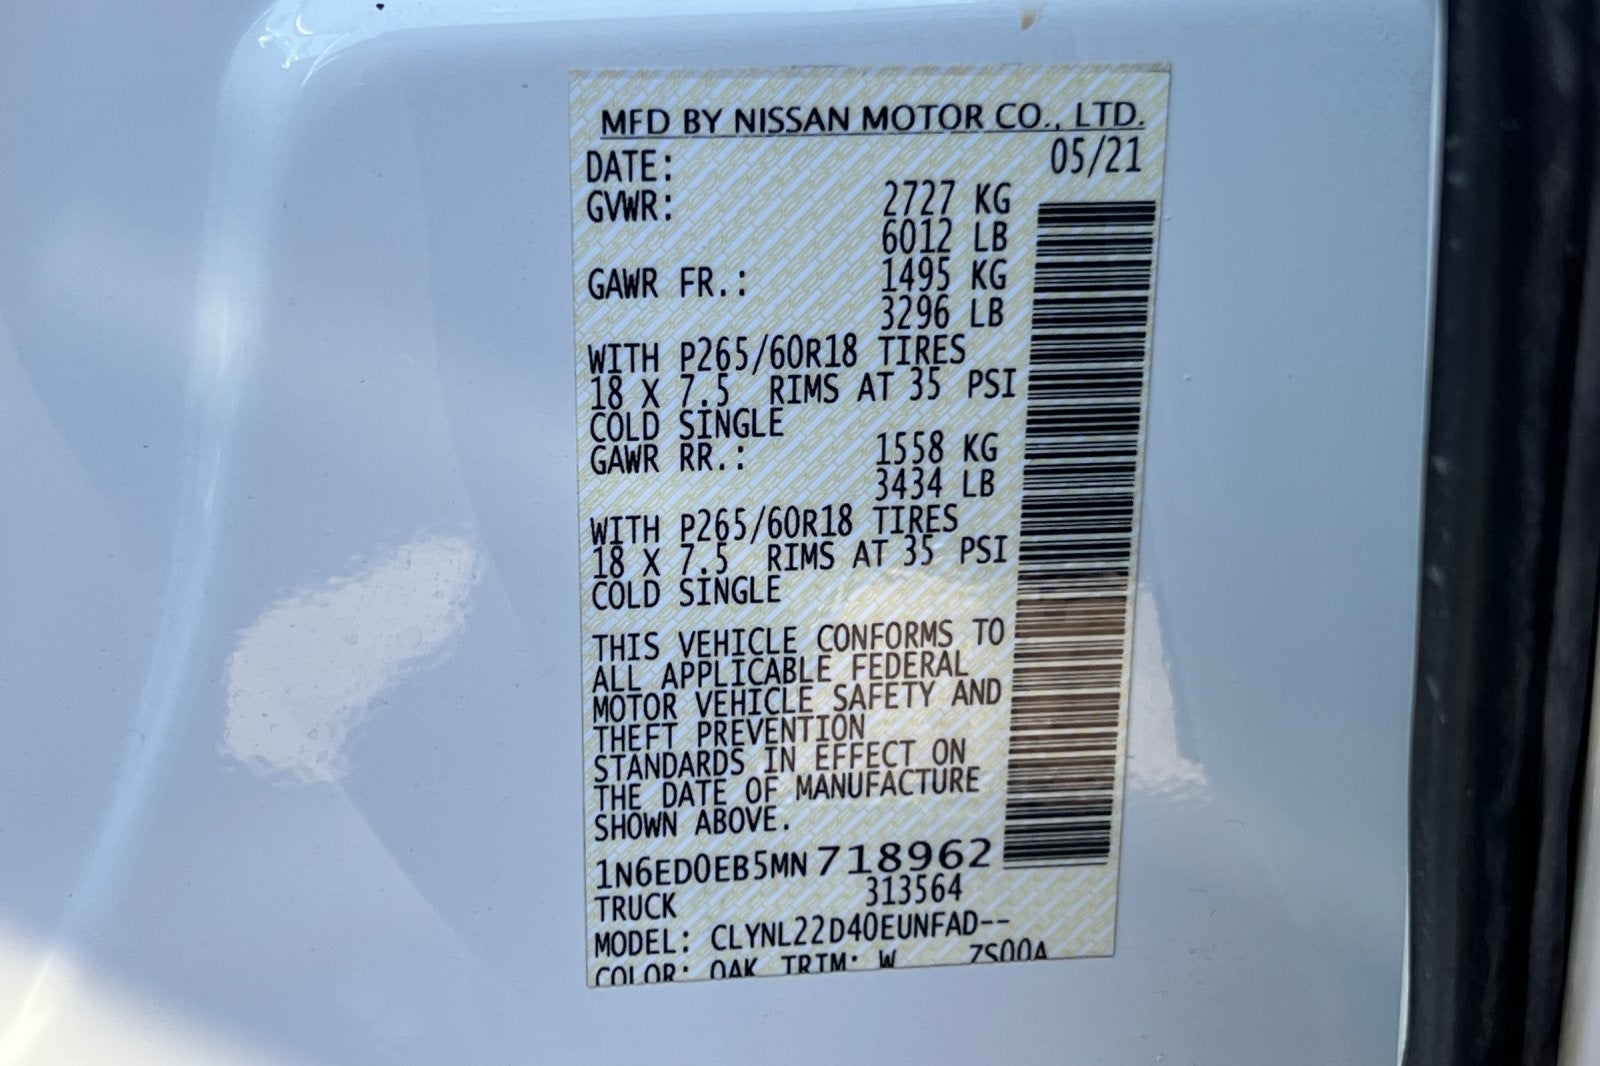 MFD BY NISSAN MOTOR CO., LTD.
DATE: 05/21
GVWR: 2727 KG
6012 LB
GAWR FR.: 1495 KG
3296 LB
WITH P265/60R18 TIRES
18 X 7.5 RIMS AT 35 PSI
COLD SINGLE
GAWR RR.: 1558 KG
3434 LB
WITH P265/60R18 TIRES
18 X 7.5 RIMS AT 35 PSI
COLD SINGLE
THIS VEHICLE CONFORMS TO
ALL APPLICABLE FEDERAL
MOTOR VEHICLE SAFETY AND
THEFT PREVENTION
STANDARDS IN EFFECT ON
THE DATE OF MANUFACTURE
SHOWN ABOVE.
1N6ED0EB5MN718962
TRUCK 313564
MODEL: CLYNL22D40EUNFAD--
COLOR: QAK TRIM: W ZS00A